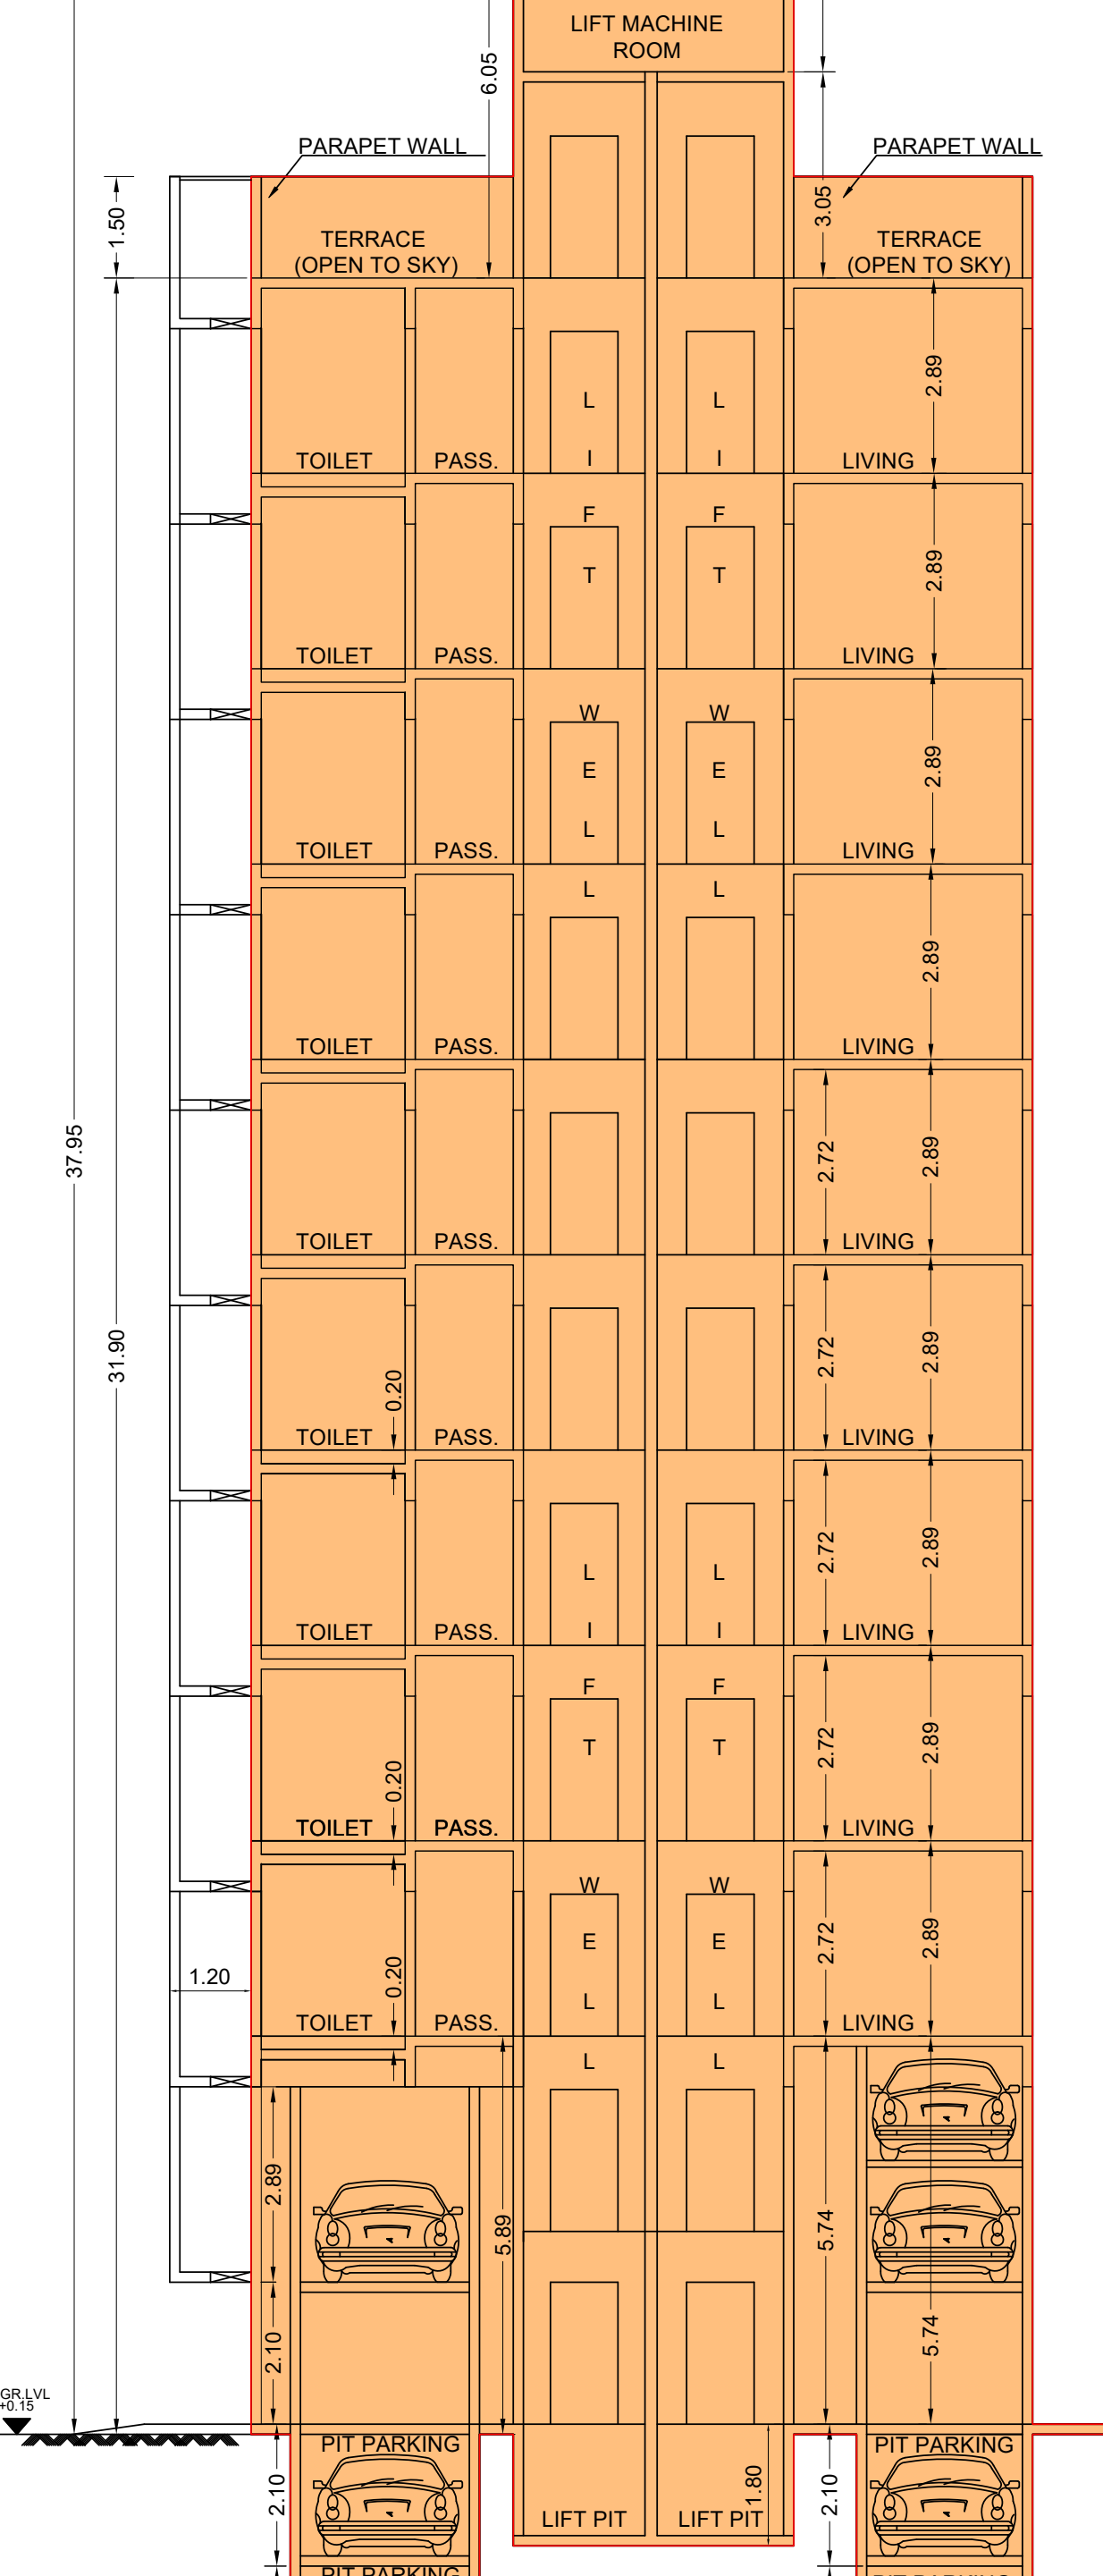 LIFT MACHINE
ROOM
6.05
PARAPET WALL
PARAPET WALL
1.50
3.05
TERRACE
(OPEN TO SKY)
TERRACE
(OPEN TO SKY)
2.89
L
L
TOILET
PASS.
I
I
LIVING
F
F
2.89
T
T
TOILET
PASS.
LIVING
W
W
2.89
E
E
L
L
TOILET
PASS.
LIVING
L
L
2.89
TOILET
PASS.
LIVING
37.95
2.72
2.89
TOILET
PASS.
LIVING
31.90
2.72
2.89
0.20
TOILET
PASS.
LIVING
2.72
2.89
L
L
TOILET
PASS.
I
I
LIVING
F
F
2.72
2.89
T
T
0.20
TOILET
PASS.
LIVING
W
W
2.72
2.89
E
E
1.20
0.20
L
L
TOILET
PASS.
LIVING
L
L
2.89
5.89
5.74
2.10
5.74
GR.LVL
+0.15
PIT PARKING
PIT PARKING
2.10
1.80
2.10
LIFT PIT
LIFT PIT
PIT PARKING
PIT PARKING